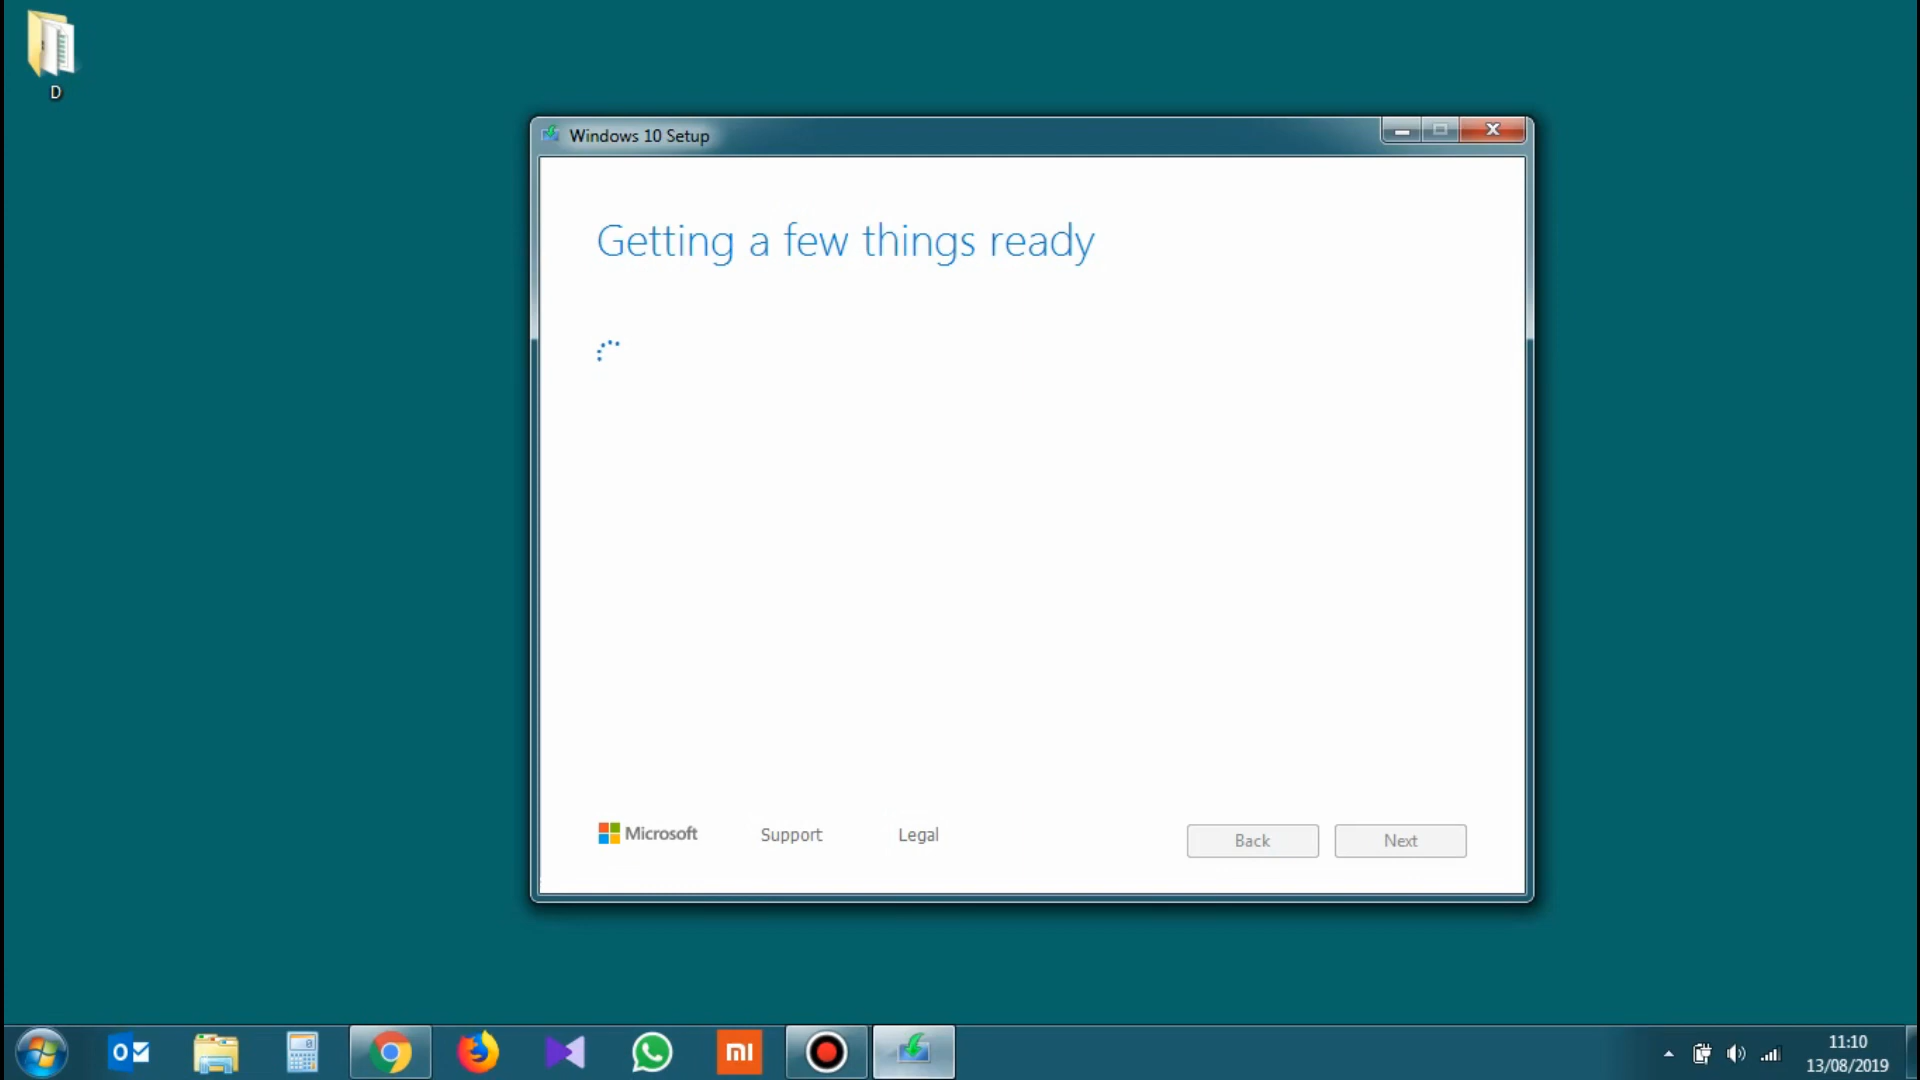 D
Windows 10 Setup
Getting a few things ready
Microsoft
Support
Legal
Back
Next
11:10
13/08/2019